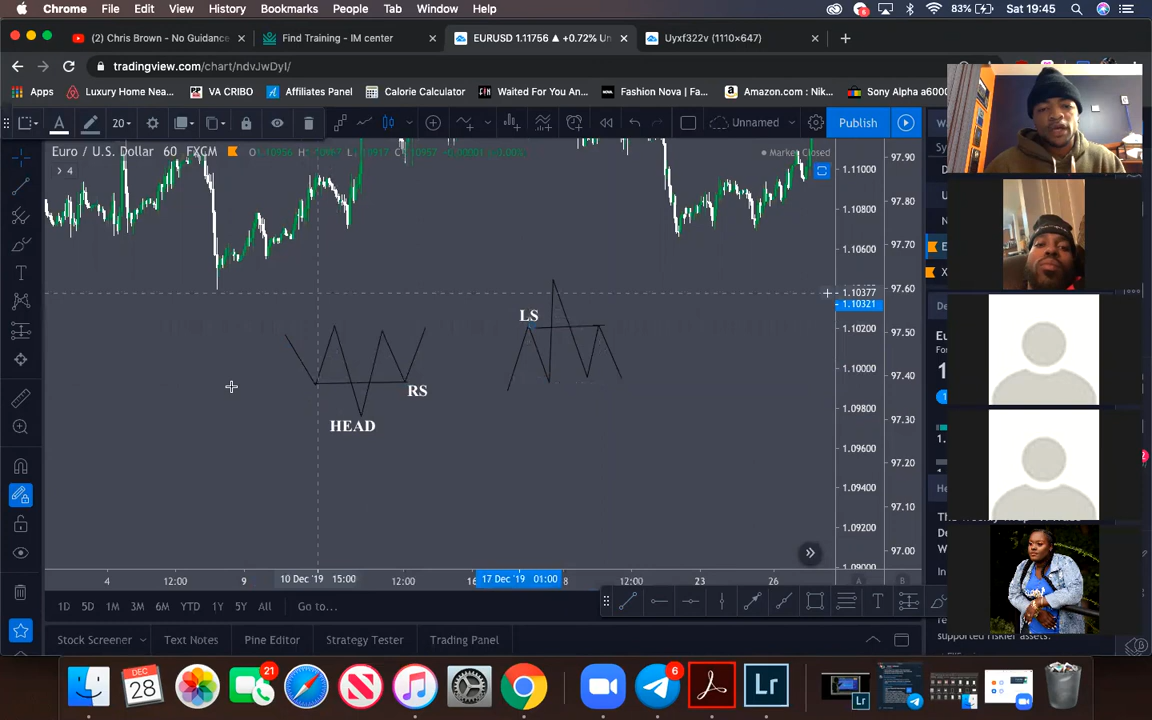 Chrome File Edit View History Bookmarks People Tab Window Help 83% Sat 19:45
(2) Chris Brown - No Guidance × Find Training - IM center × EURUSD 1.11756 ▲ +0.72% Un × Uyxf322v (1110×647) × +
tradingview.com/chart/ndvJwDyI/
Apps Luxury Home Nea... VA CRIBO Affiliates Panel Calorie Calculator Waited For You An... Fashion Nova | Fa... Amazon.com : Nik... Sony Alpha a6000
20 Unnamed Publish
Euro / U.S. Dollar 60 FXCM
Market Closed
4
97.90
1.11000
1.10800 97.80
1.10600 97.70
1.10377 97.60
1.10321
LS
1.10200 97.50
1.10000 97.40
RS
1.09800 97.30
HEAD
1.09600 97.20
1.09400 97.10
1.09200 97.00
1.09000
4 12:00 9 10 Dec '19 15:00 12:00 16 17 Dec '19 01:00 8 12:00 23 26 A B
1D 5D 1M 3M 6M YTD 1Y 5Y All Go to...
supported riskier assets.
Stock Screener Text Notes Pine Editor Strategy Tester Trading Panel
DEC
28
21
6
Lr